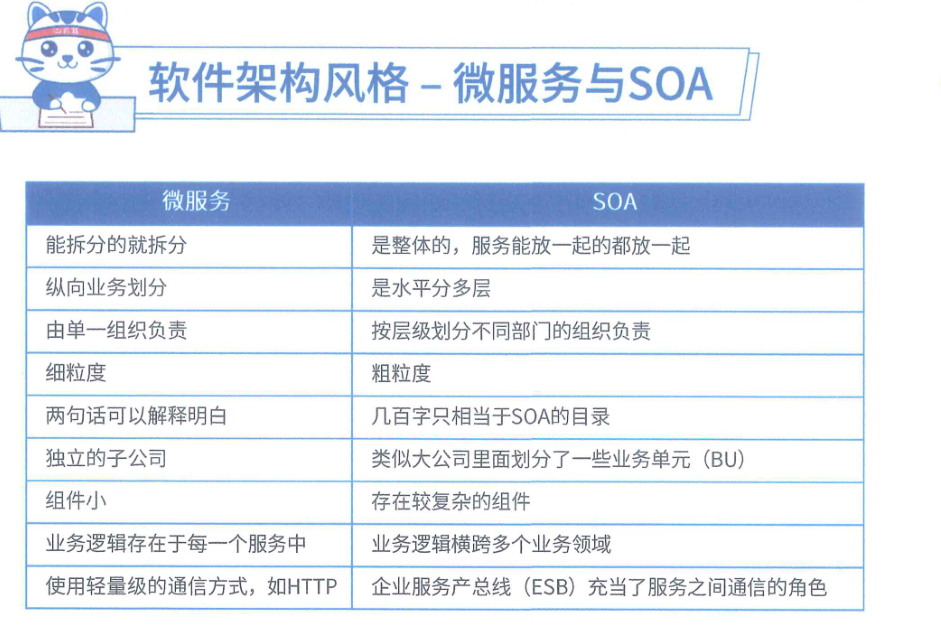 软件架构风格 – 微服务与SOA
微服务 SOA
能拆分的就拆分 是整体的，服务能放一起的都放一起
纵向业务划分 是水平分多层
由单一组织负责 按层级划分不同部门的组织负责
细粒度 粗粒度
两句话可以解释明白 几百字只相当于SOA的目录
独立的子公司 类似大公司里面划分了一些业务单元（BU）
组件小 存在较复杂的组件
业务逻辑存在于每一个服务中 业务逻辑横跨多个业务领域
使用轻量级的通信方式，如HTTP 企业服务产总线（ESB）充当了服务之间通信的角色